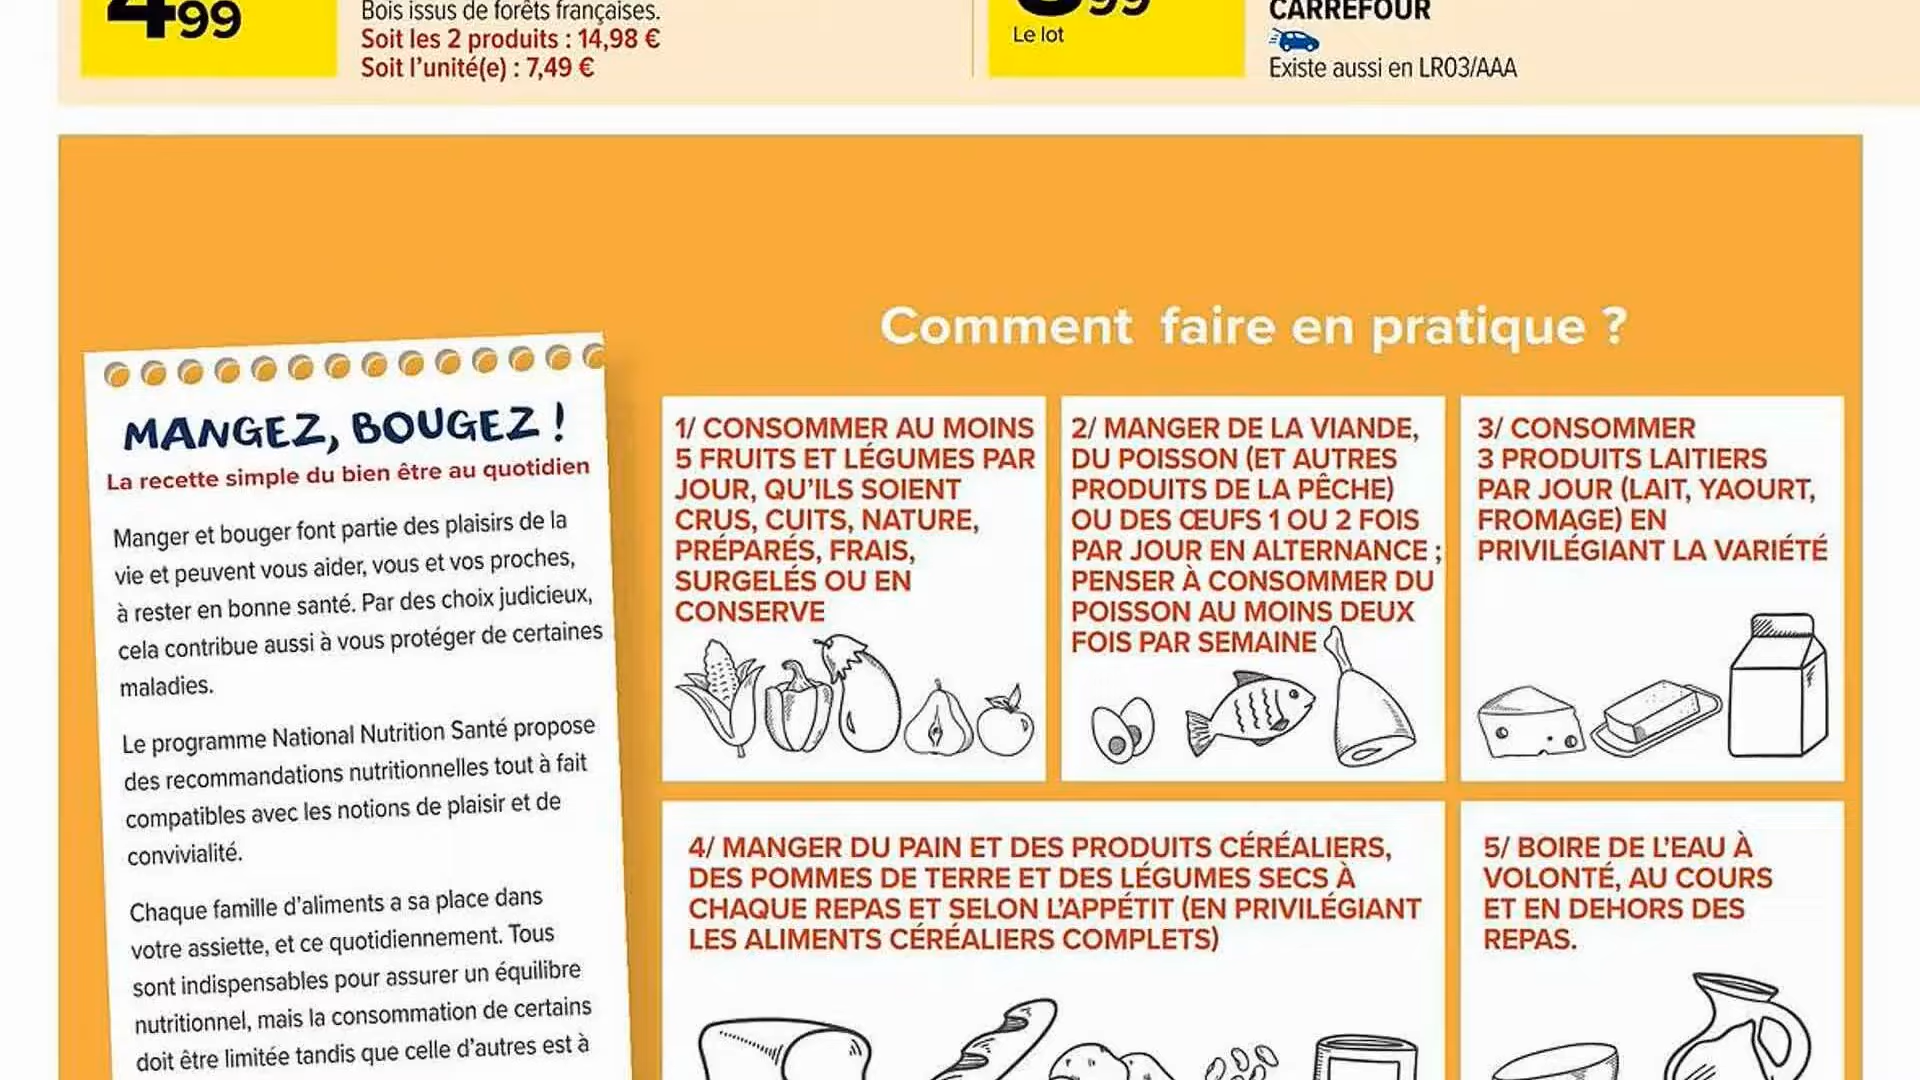 4,99
Bois issus de forêts françaises.
Soit les 2 produits : 14,98 €
Soit l'unité(e) : 7,49 €
99
Le lot
CARREFOUR
Existe aussi en LR03/AAA
Comment faire en pratique ?
MANGEZ, BOUGEZ !
La recette simple du bien être au quotidien
Manger et bouger font partie des plaisirs de la
vie et peuvent vous aider, vous et vos proches,
à rester en bonne santé. Par des choix judicieux,
cela contribue aussi à vous protéger de certaines
maladies.
Le programme National Nutrition Santé propose
des recommandations nutritionnelles tout à fait
compatibles avec les notions de plaisir et de
convivialité.
Chaque famille d'aliments a sa place dans
votre assiette, et ce quotidiennement. Tous
sont indispensables pour assurer un équilibre
nutritionnel, mais la consommation de certains
doit être limitée tandis que celle d'autres est à
1/ CONSOMMER AU MOINS
5 FRUITS ET LÉGUMES PAR
JOUR, QU'ILS SOIENT
CRUS, CUITS, NATURE,
PRÉPARÉS, FRAIS,
SURGELÉS OU EN
CONSERVE
2/ MANGER DE LA VIANDE,
DU POISSON (ET AUTRES
PRODUITS DE LA PÊCHE)
OU DES ŒUFS 1 OU 2 FOIS
PAR JOUR EN ALTERNANCE ;
PENSER À CONSOMMER DU
POISSON AU MOINS DEUX
FOIS PAR SEMAINE
3/ CONSOMMER
3 PRODUITS LAITIERS
PAR JOUR (LAIT, YAOURT,
FROMAGE) EN
PRIVILÉGIANT LA VARIÉTÉ
4/ MANGER DU PAIN ET DES PRODUITS CÉRÉALIERS,
DES POMMES DE TERRE ET DES LÉGUMES SECS À
CHAQUE REPAS ET SELON L'APPÉTIT (EN PRIVILÉGIANT
LES ALIMENTS CÉRÉALIERS COMPLETS)
5/ BOIRE DE L'EAU À
VOLONTÉ, AU COURS
ET EN DEHORS DES
REPAS.